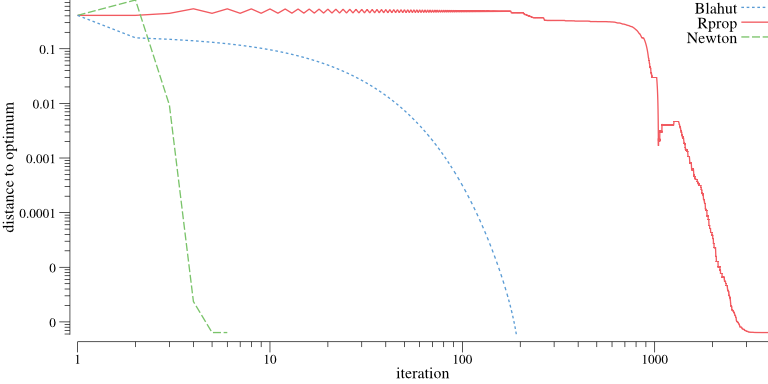 Blahut
Rprop
Newton
0.1
0.01
0.001
0.0001
0
0
distance to optimum
1
10
100
1000
iteration